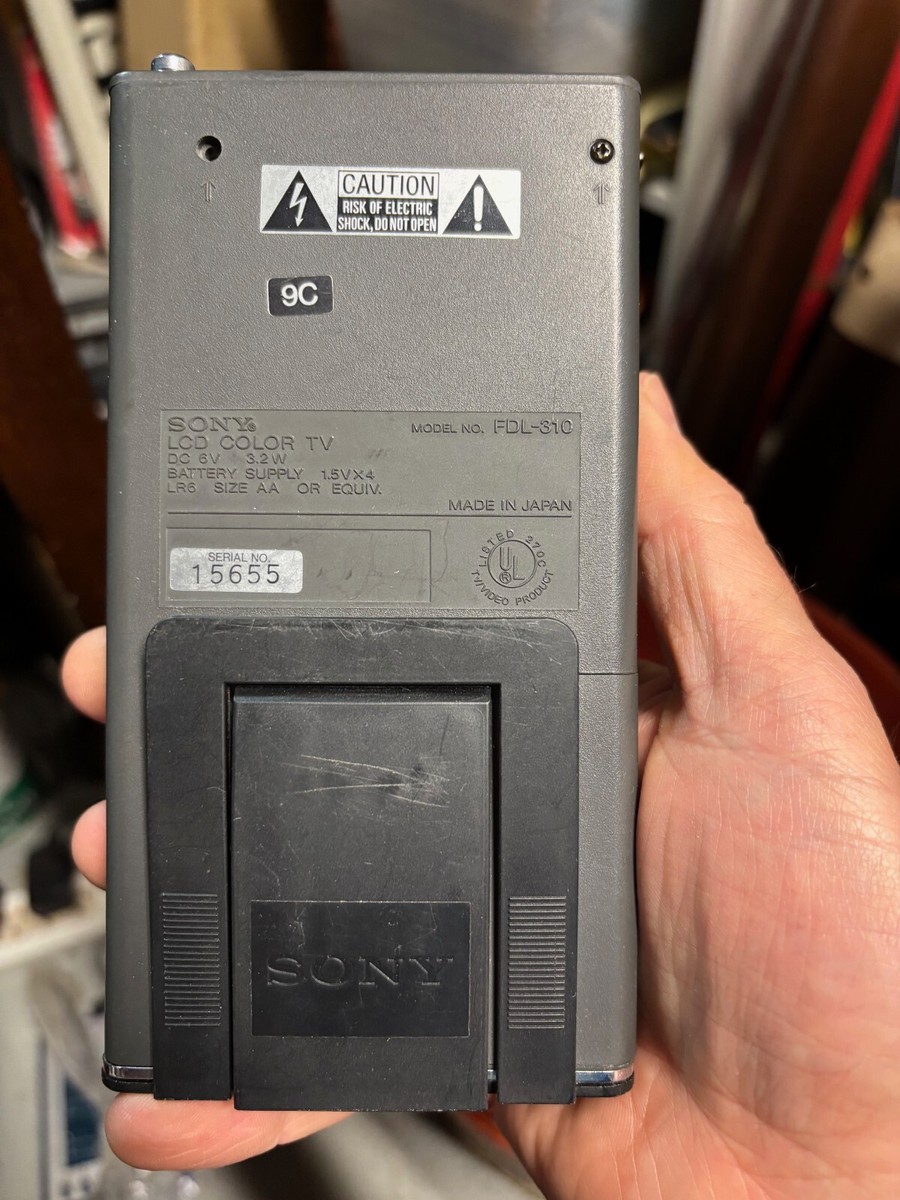 CAUTION
RISK OF ELECTRIC
SHOCK, DO NOT OPEN
9C
SONY®
MODEL NO. FDL-310
LCD COLOR TV
DC 6V 3.2W
BATTERY SUPPLY 1.5V×4
LR6 SIZE AA OR EQUIV.
MADE IN JAPAN
SERIAL NO.
15655
LISTED 270C
UL®
TV/VIDEO PRODUCT
SONY